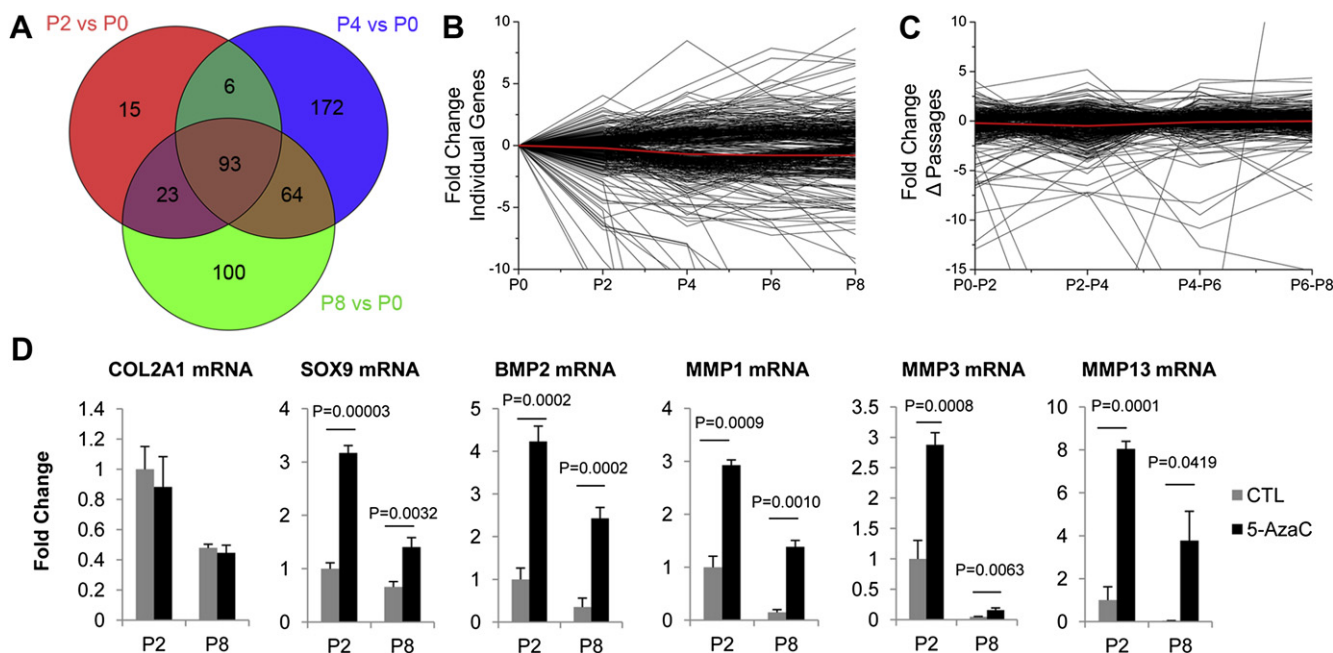 A
P2 vs P0
P4 vs P0
15
6
172
93
23
64
100
P8 vs P0
B
Fold Change
Individual Genes
10
5
0
-5
-10
P0
P2
P4
P6
P8
C
Fold Change
Δ Passages
10
5
0
-5
-10
-15
P0-P2
P2-P4
P4-P6
P6-P8
D
Fold Change
COL2A1 mRNA
1.4
1.2
1
0.8
0.6
0.4
0.2
0
P2
P8
SOX9 mRNA
P=0.00003
P=0.0032
4
3
2
1
0
P2
P8
BMP2 mRNA
P=0.0002
P=0.0002
5
4
3
2
1
0
P2
P8
MMP1 mRNA
P=0.0009
P=0.0010
4
3
2
1
0
P2
P8
MMP3 mRNA
P=0.0008
P=0.0063
3.5
3
2.5
2
1.5
1
0.5
0
P2
P8
MMP13 mRNA
P=0.0001
P=0.0419
10
8
6
4
2
0
P2
P8
CTL
5-AzaC